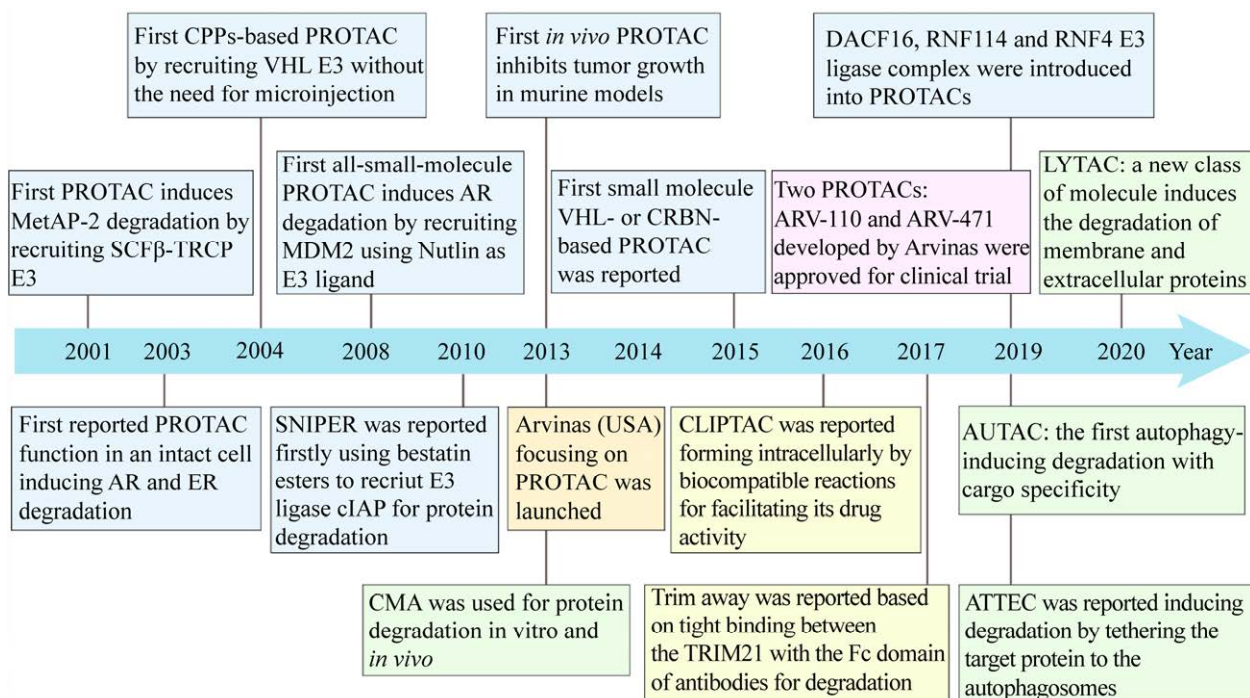 First CPPs-based PROTAC
by recruiting VHL E3 without
the need for microinjection
First in vivo PROTAC
inhibits tumor growth
in murine models
DACF16, RNF114 and RNF4 E3
ligase complex were introduced
into PROTACs
First PROTAC induces
MetAP-2 degradation by
recruiting SCFβ-TRCP
E3
First all-small-molecule
PROTAC induces AR
degadation by recruiting
MDM2 using Nutlin as
E3 ligand
First small molecule
VHL- or CRBN-
based PROTAC
was reported
Two PROTACs:
ARV-110 and ARV-471
developed by Arvinas were
approved for clinical trial
LYTAC: a new class
of molecule induces
the degradation of
membrane and
extracellular proteins
2001 2003 2004 2008 2010 2013 2014 2015 2016 2017 2019 2020 Year
First reported PROTAC
function in an intact cell
inducing AR and ER
degradation
SNIPER was reported
firstly using bestatin
esters to recriut E3
ligase cIAP for protein
degradation
Arvinas (USA)
focusing on
PROTAC was
launched
CLIPTAC was reported
forming intracellularly by
biocompatible reactions
for facilitating its drug
activity
AUTAC: the first autophagy-
inducing degradation with
cargo specificity
CMA was used for protein
degradation in vitro and
in vivo
Trim away was reported based
on tight binding between
the TRIM21 with the Fc domain
of antibodies for degradation
ATTEC was reported inducing
degradation by tethering the
target protein to the
autophagosomes